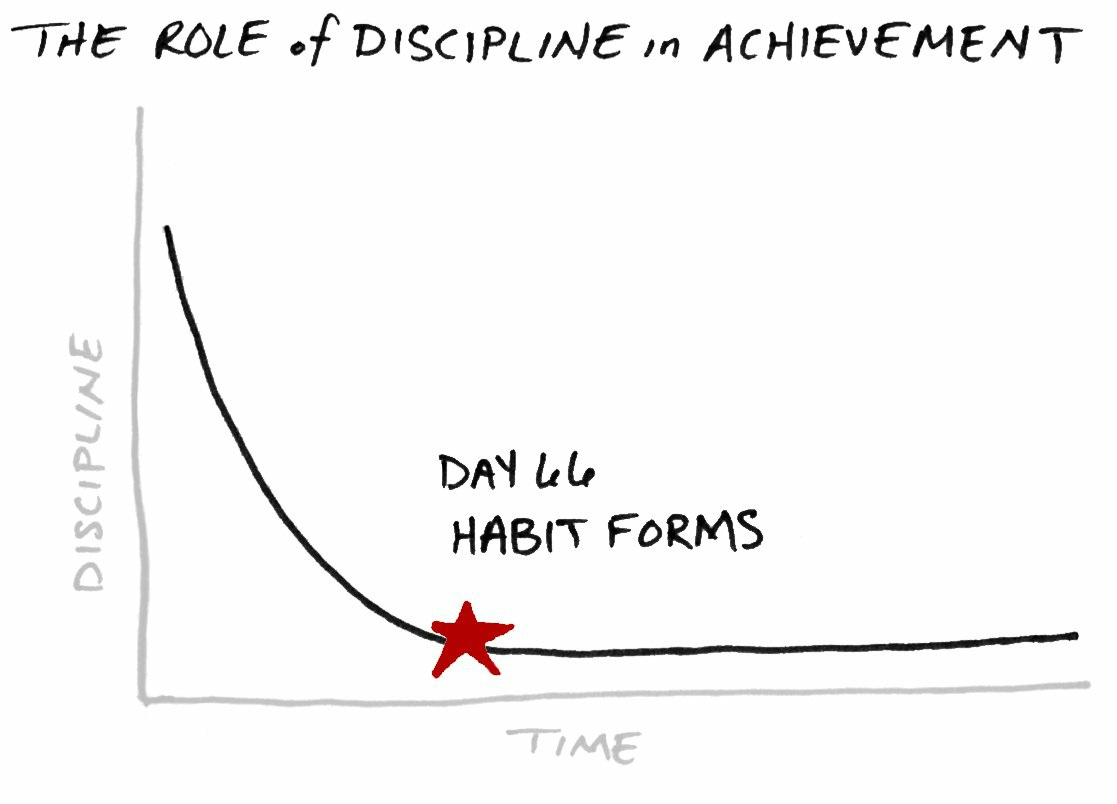 THE ROLE of DISCIPLINE in ACHIEVEMENT
DISCIPLINE
DAY 66
HABIT FORMS
TIME